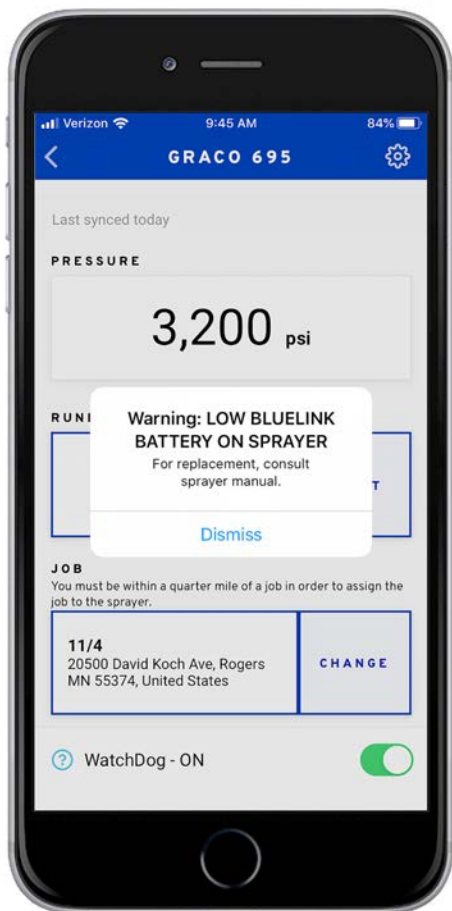 Verizon 9:45 AM 84%
GRACO 695
Last synced today
PRESSURE
3,200 psi
Warning: LOW BLUELINK
BATTERY ON SPRAYER
For replacement, consult
sprayer manual.
Dismiss
JOB
You must be within a quarter mile of a job in order to assign the
job to the sprayer.
11/4
20500 David Koch Ave, Rogers
MN 55374, United States
CHANGE
? WatchDog - ON